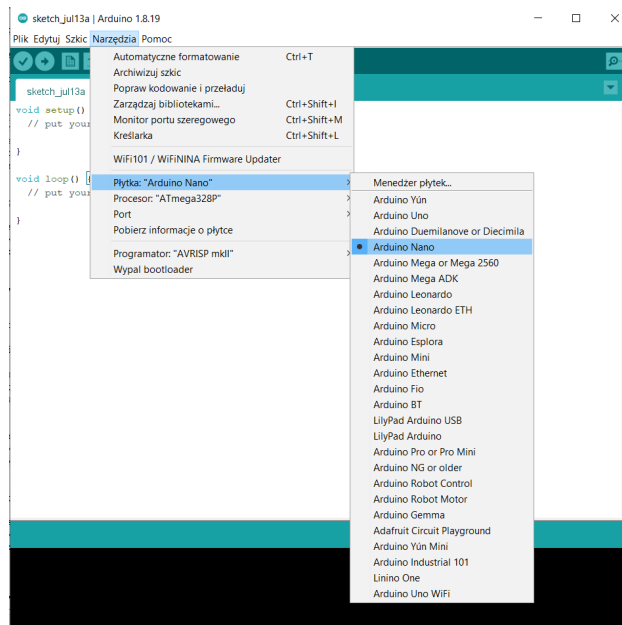 sketch_jul13a | Arduino 1.8.19
Plik Edytuj Szkic Narzędzia Pomoc
sketch_jul13a
void setup()
// put your
}
void loop() {
// put your
}
Automatyczne formatowanie Ctrl+T
Archiwizuj szkic
Popraw kodowanie i przeładuj
Zarządzaj bibliotekami... Ctrl+Shift+I
Monitor portu szeregowego Ctrl+Shift+M
Kreślarka Ctrl+Shift+L
WiFi101 / WiFiNINA Firmware Updater
Płytka: "Arduino Nano"
Procesor: "ATmega328P"
Port
Pobierz informacje o płytce
Programator: "AVRISP mkII"
Wypal bootloader
Menedżer płytek...
Arduino Yún
Arduino Uno
Arduino Duemilanove or Diecimila
Arduino Nano
Arduino Mega or Mega 2560
Arduino Mega ADK
Arduino Leonardo
Arduino Leonardo ETH
Arduino Micro
Arduino Esplora
Arduino Mini
Arduino Ethernet
Arduino Fio
Arduino BT
LilyPad Arduino USB
LilyPad Arduino
Arduino Pro or Pro Mini
Arduino NG or older
Arduino Robot Control
Arduino Robot Motor
Arduino Gemma
Adafruit Circuit Playground
Arduino Yún Mini
Arduino Industrial 101
Linino One
Arduino Uno WiFi